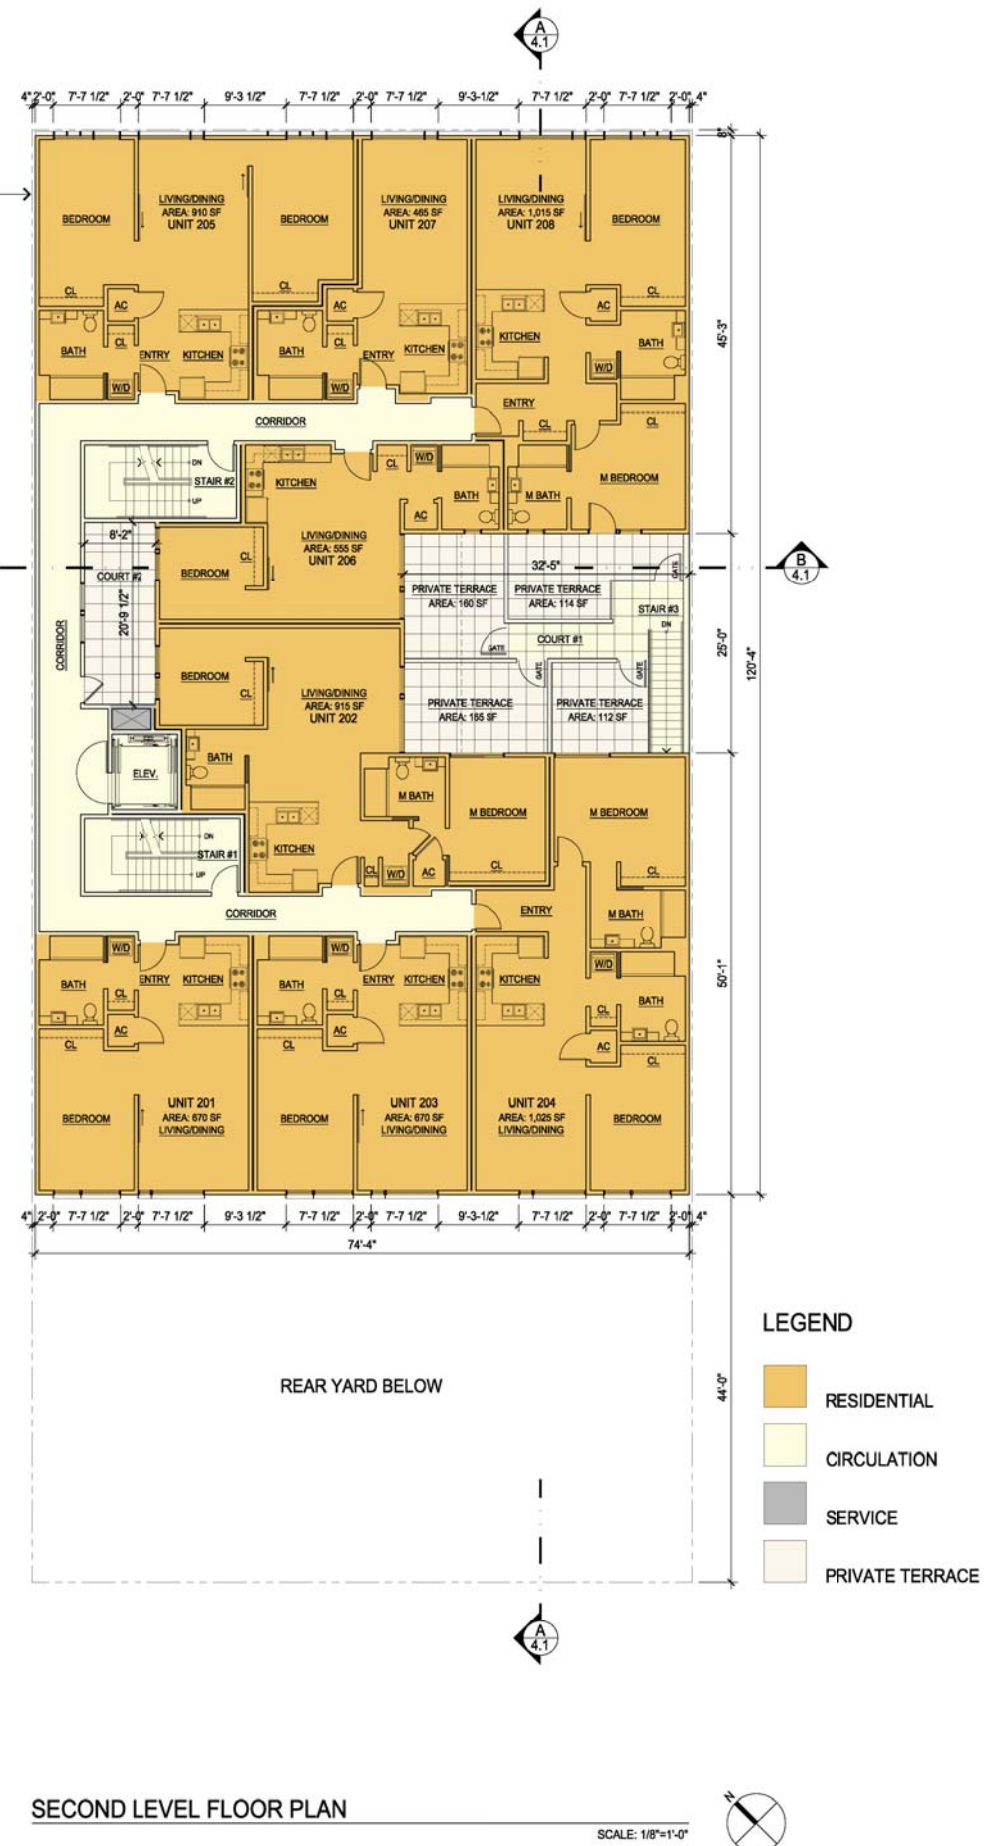 A
4.1
4" 2'-0" 7'-7 1/2" 2'-0" 7'-7 1/2" 9'-3 1/2" 7'-7 1/2" 2'-0" 7'-7 1/2" 9'-3-1/2" 7'-7 1/2" 2'-0" 7'-7 1/2" 2'-0" 4"
8"
LIVING/DINING
AREA: 910 SF
UNIT 205
LIVING/DINING
AREA: 465 SF
UNIT 207
LIVING/DINING
AREA: 1,015 SF
UNIT 208
BEDROOM
BEDROOM
BEDROOM
CL
CL
CL
AC
AC
AC
45'-3"
BATH
CL
ENTRY
KITCHEN
BATH
CL
ENTRY
KITCHEN
KITCHEN
BATH
W/D
W/D
W/D
ENTRY
CORRIDOR
CL
CL
DN
STAIR #2
UP
KITCHEN
CL
W/D
BATH
AC
M BATH
M BEDROOM
8'-2"
COURT #2
20'-9 1/2"
CORRIDOR
BEDROOM
CL
LIVING/DINING
AREA: 555 SF
UNIT 206
32'-5"
GATE
B
4.1
PRIVATE TERRACE
AREA: 160 SF
PRIVATE TERRACE
AREA: 114 SF
STAIR #3
DN
COURT #1
GATE
GATE
GATE
25'-0"
120'-4"
BEDROOM
CL
LIVING/DINING
AREA: 915 SF
UNIT 202
PRIVATE TERRACE
AREA: 165 SF
PRIVATE TERRACE
AREA: 112 SF
BATH
ELEV.
M BATH
M BEDROOM
M BEDROOM
DN
STAIR #1
UP
KITCHEN
CL
W/D
AC
CL
CL
CORRIDOR
ENTRY
M BATH
W/D
W/D
BATH
ENTRY
KITCHEN
BATH
ENTRY
KITCHEN
KITCHEN
W/D
BATH
CL
CL
CL
50'-1"
AC
AC
AC
CL
CL
CL
BEDROOM
UNIT 201
AREA: 670 SF
LIVING/DINING
BEDROOM
UNIT 203
AREA: 670 SF
LIVING/DINING
UNIT 204
AREA: 1,025 SF
LIVING/DINING
BEDROOM
4" 2'-0" 7'-7 1/2" 2'-0" 7'-7 1/2" 9'-3 1/2" 7'-7 1/2" 2'-0" 7'-7 1/2" 9'-3-1/2" 7'-7 1/2" 2'-0" 7'-7 1/2" 2'-0" 4"
74'-4"
REAR YARD BELOW
44'-0"
LEGEND
RESIDENTIAL
CIRCULATION
SERVICE
PRIVATE TERRACE
A
4.1
SECOND LEVEL FLOOR PLAN
SCALE: 1/8"=1'-0"
N